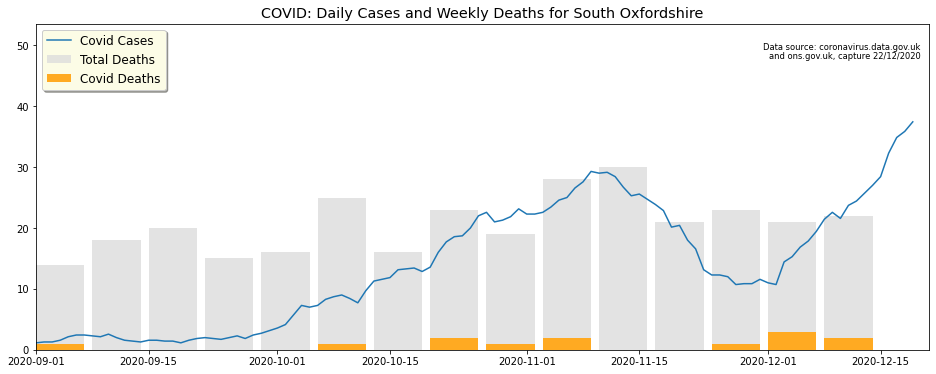 COVID: Daily Cases and Weekly Deaths for South Oxfordshire
Covid Cases
Total Deaths
Covid Deaths
Data source: coronavirus.data.gov.uk
and ons.gov.uk, capture 22/12/2020
50
40
30
20
10
0
2020-09-01 2020-09-15 2020-10-01 2020-10-15 2020-11-01 2020-11-15 2020-12-01 2020-12-15